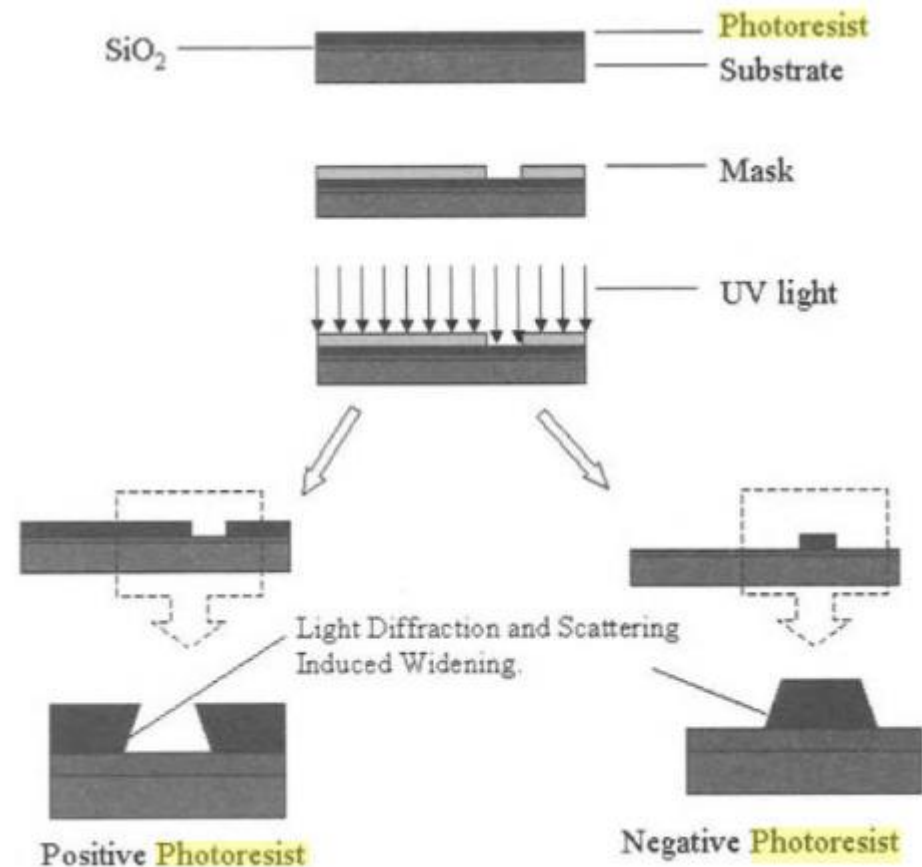 Photoresist
SiO₂
Substrate
Mask
UV light
Light Diffraction and Scattering
Induced Widening.
Positive Photoresist
Negative Photoresist